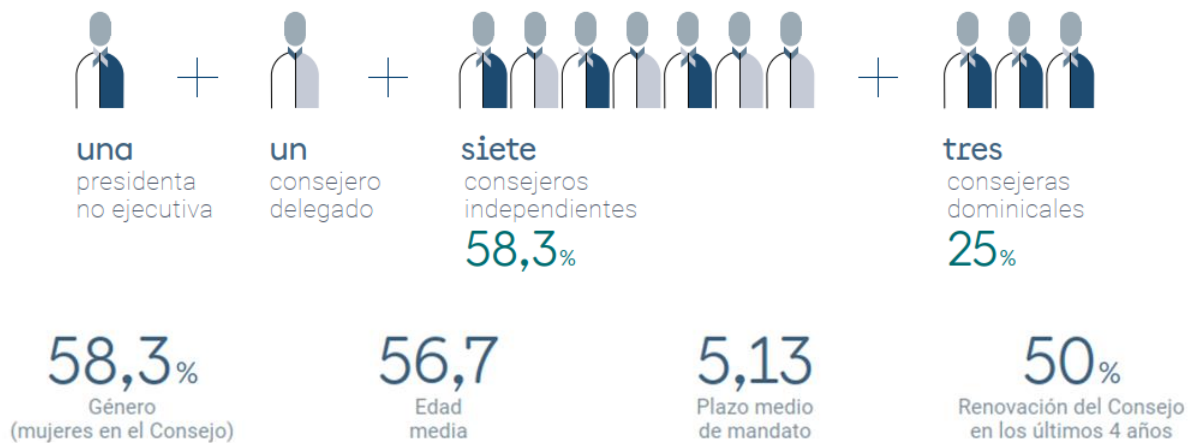 una
presidenta
no ejecutiva
un
consejero
delegado
siete
consejeros
independientes
58,3%
tres
consejeras
dominicales
25%
58,3%
Género
(mujeres en el Consejo)
56,7
Edad
media
5,13
Plazo medio
de mandato
50%
Renovación del Consejo
en los últimos 4 años